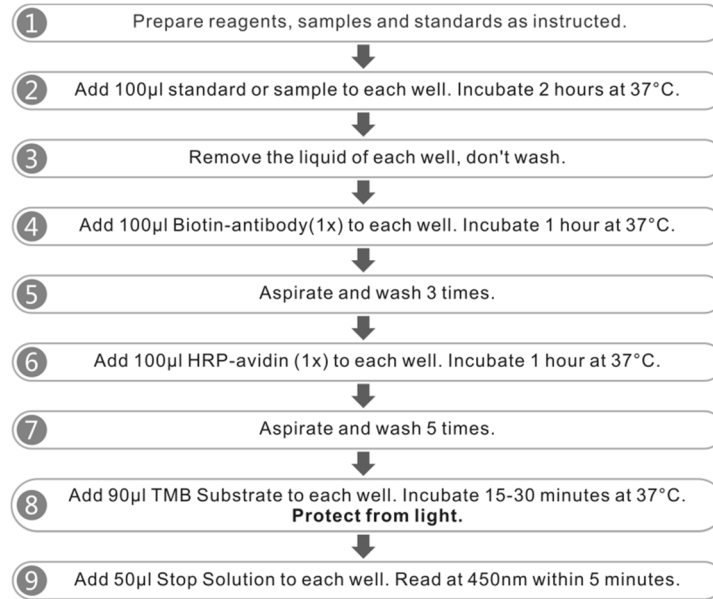 1 Prepare reagents, samples and standards as instructed.
2 Add 100μl standard or sample to each well. Incubate 2 hours at 37°C.
3 Remove the liquid of each well, don't wash.
4 Add 100μl Biotin-antibody(1x) to each well. Incubate 1 hour at 37°C.
5 Aspirate and wash 3 times.
6 Add 100μl HRP-avidin (1x) to each well. Incubate 1 hour at 37°C.
7 Aspirate and wash 5 times.
8 Add 90μl TMB Substrate to each well. Incubate 15-30 minutes at 37°C.
Protect from light.
9 Add 50μl Stop Solution to each well. Read at 450nm within 5 minutes.